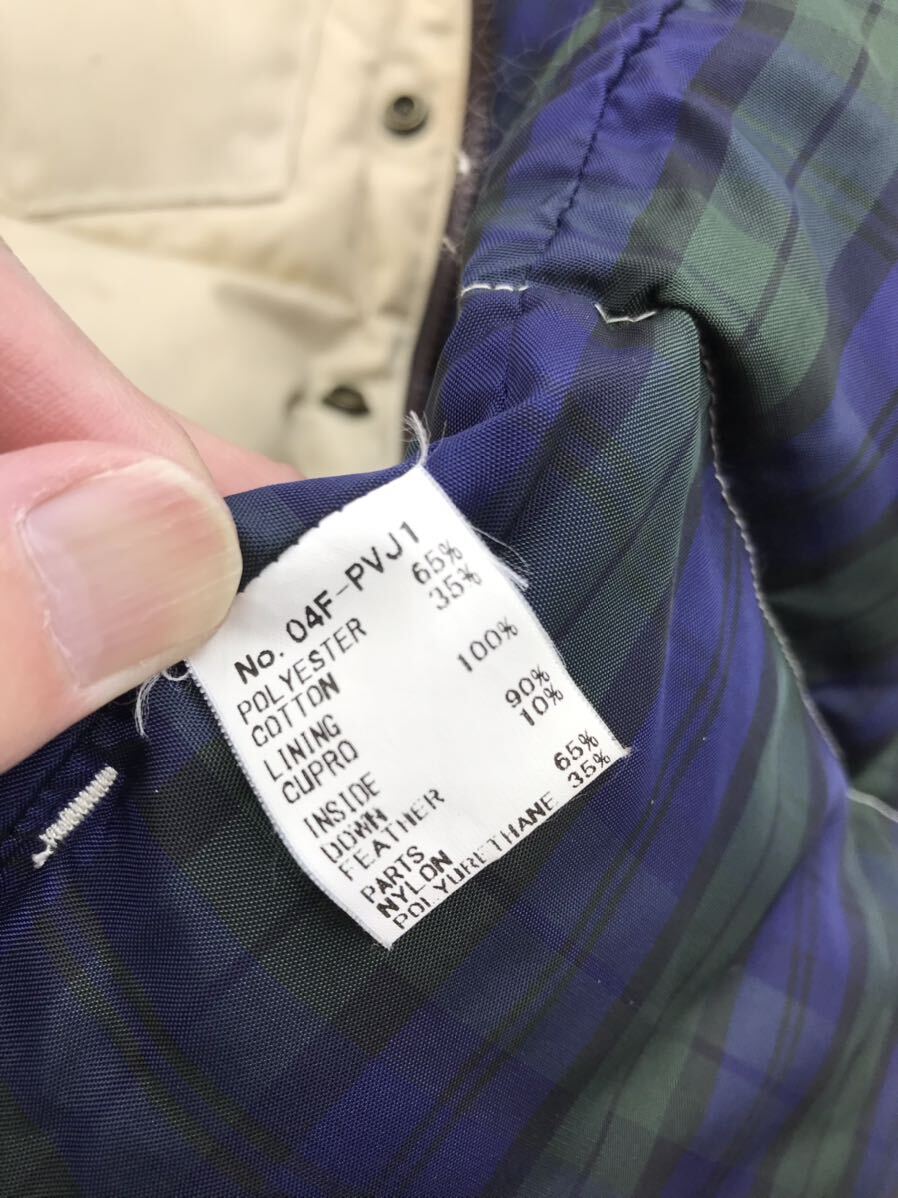 No. 04F-PVJ1
POLYESTER 65%
COTTON 35%
LINING
CUPRO 100%
INSIDE
DOWN 90%
FEATHER 10%
PARTS
NYLON 65%
POLYURETHANE 35%